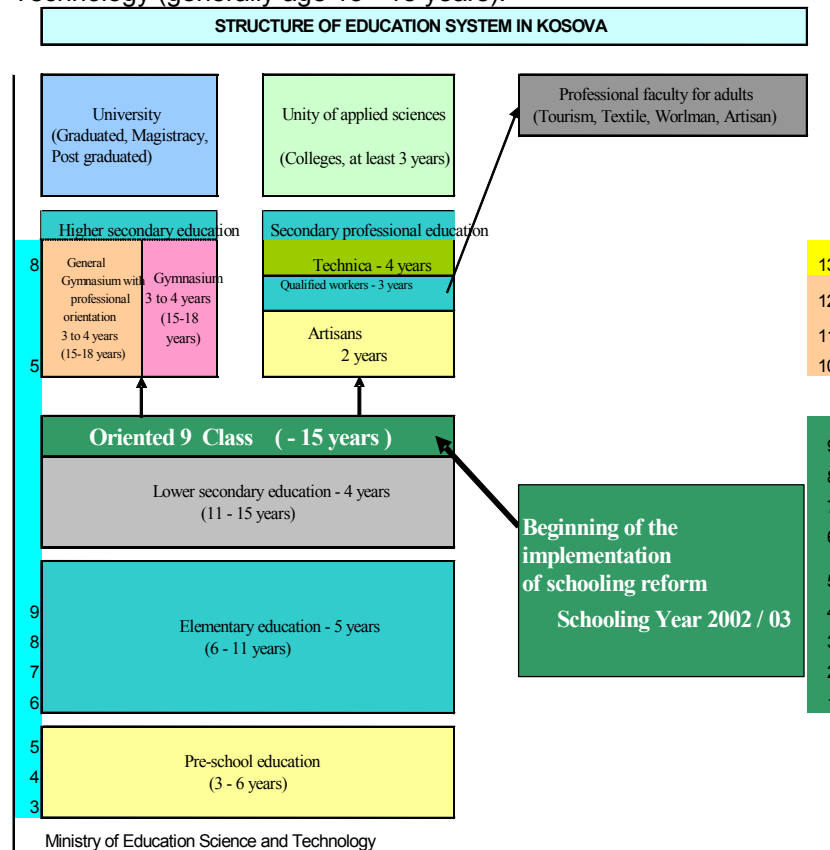 Technology (generally age
STRUCTURE OF EDUCATION SYSTEM IN KOSOVA
University
(Graduated, Magistracy,
Post graduated)
Unity of applied sciences
(Colleges, at least 3 years)
Professional faculty for adults
(Tourism, Textile, Worlman, Artisan)
Higher secondary education
Secondary professional education
8
General
Gymnasium with
professional
orientation
3 to 4 years
(15-18 years)
5
Gymnasium
3 to 4 years
(15-18
years)
Technica - 4 years
Qualified workers - 3 years
Artisans
2 years
13
12
11
10
Oriented 9 Class ( - 15 years )
Lower secondary education - 4 years
(11 - 15 years)
Beginning of the
implementation
of schooling reform
Schooling Year 2002 / 03
9
8
7
6
5
4
3
2
9
8
7
6
Elementary education - 5 years
(6 - 11 years)
5
4
3
Pre-school education
(3 - 6 years)
Ministry of Education Science and Technology